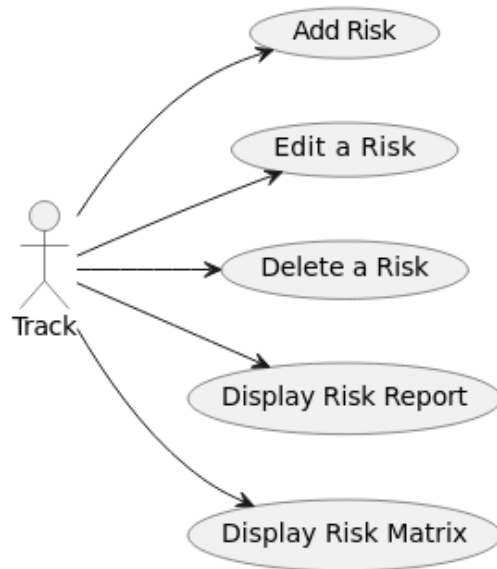 Add Risk
Edit a Risk
Delete a Risk
Track
Display Risk Report
Display Risk Matrix